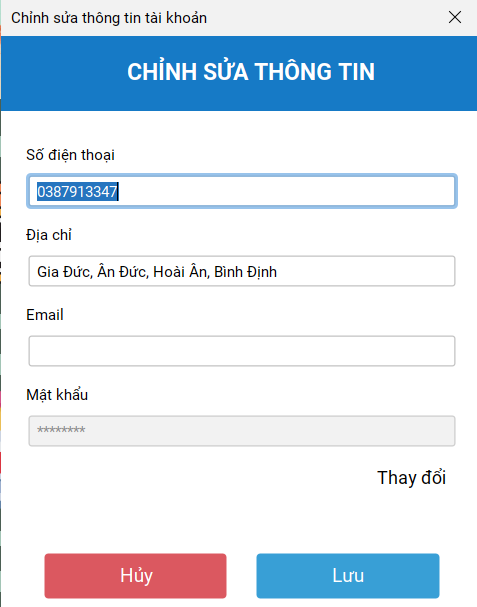 Chỉnh sửa thông tin tài khoản
CHỈNH SỬA THÔNG TIN
Số điện thoại
0387913347
Địa chỉ
Gia Đức, Ân Đức, Hoài Ân, Bình Định
Email
Mật khẩu
********
Thay đổi
Hủy Lưu